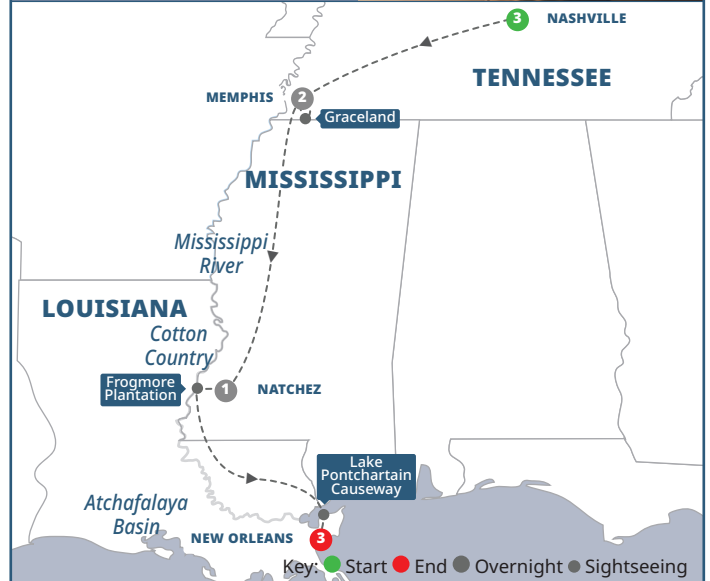 3 NASHVILLE
TENNESSEE
MEMPHIS 2
Graceland
MISSISSIPPI
Mississippi
River
LOUISIANA
Cotton
Country
Frogmore
Plantation
1 NATCHEZ
Lake
Pontchartain
Causeway
Atchafalaya
Basin
NEW ORLEANS 3
Key: Start End Overnight Sightseeing